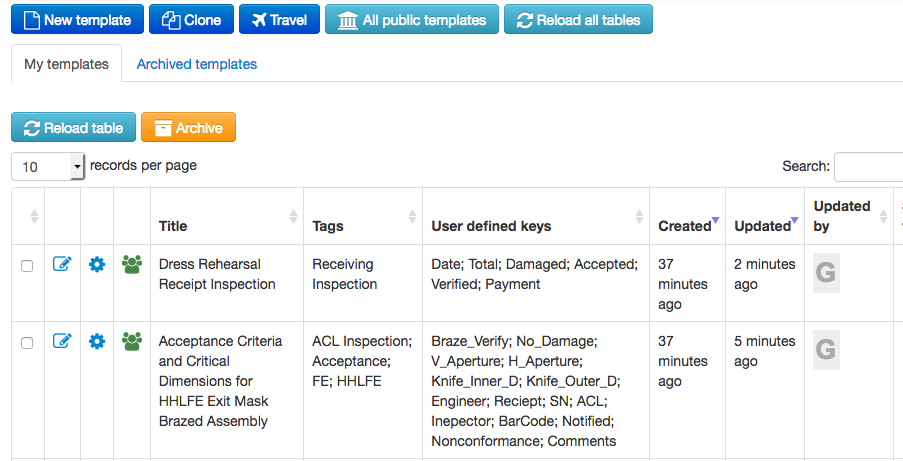 New template Clone Travel All public templates Reload all tables
My templates Archived templates
Reload table Archive
10 records per page Search:
Title Tags User defined keys Created Updated Updated by
Dress Rehearsal Receipt Inspection
Receiving Inspection
Date; Total; Damaged; Accepted;
Verified; Payment
37 minutes ago
2 minutes ago
G
Acceptance Criteria
and Critical
Dimensions for
HHLFE Exit Mask
Brazed Assembly
ACL Inspection;
Acceptance;
FE; HHLFE
Braze_Verify; No_Damage;
V_Aperture; H_Aperture;
Knife_Inner_D; Knife_Outer_D;
Engineer; Reciept; SN; ACL;
Inepector; BarCode; Notified;
Nonconformance; Comments
37 minutes ago
5 minutes ago
G